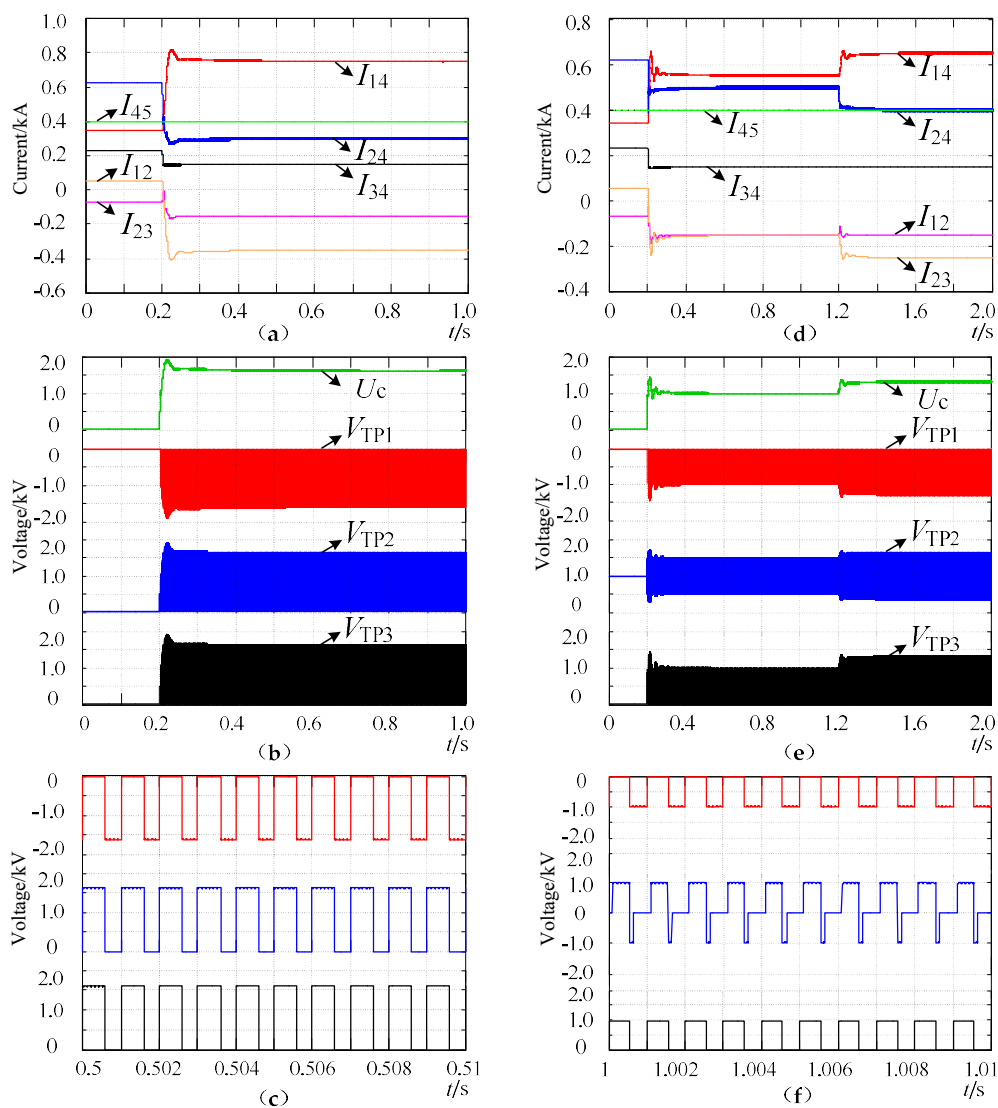 1.0
0.8
0.6
0.4
0.2
0
-0.2
-0.4
-0.6
Current/kA
I14
I45
I24
I12
I34
I23
0 0.2 0.4 0.6 0.8 1.0
t/s
(a)
0.8
0.6
0.4
0.2
0
-0.2
-0.4
Current/kA
I14
I45
I24
I34
I12
I23
0 0.4 0.8 1.2 1.6 2.0
t/s
(d)
2.0
1.0
0
0
-1.0
-2.0
2.0
1.0
0
2.0
1.0
0
Voltage/kV
Uc
VTP1
VTP2
VTP3
0 0.2 0.4 0.6 0.8 1.0
t/s
(b)
2.0
1.0
0
0
-1.0
-2.0
2.0
1.0
0
2.0
1.0
0
Voltage/kV
Uc
VTP1
VTP2
VTP3
0 0.4 0.8 1.2 1.6 2.0
t/s
(e)
0
-1.0
-2.0
2.0
1.0
0
2.0
1.0
0
Voltage/kV
0.5 0.502 0.504 0.506 0.508 0.51
t/s
(c)
0
-1.0
-2.0
2.0
1.0
0
-1.0
-2.0
2.0
1.0
0
Voltage/kV
1 1.002 1.004 1.006 1.008 1.01
t/s
(f)